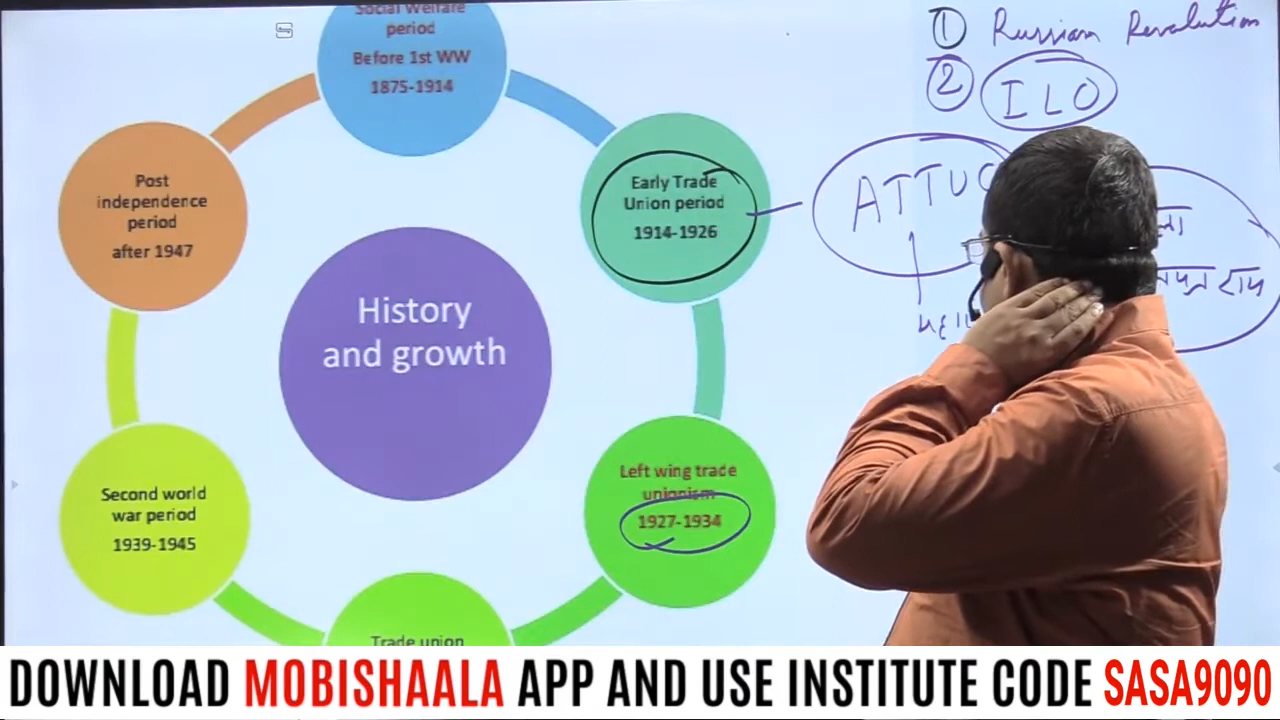 Social Welfare
period
Before 1st WW
1875-1914
Early Trade
Union period
1914-1926
Left wing trade
unionism
1927-1934
Trade union
Second world
war period
1939-1945
Post
independence
period
after 1947
History
and growth
① Russian Revolution
② ILO
ATTUC
DOWNLOAD MOBISHAALA APP AND USE INSTITUTE CODE SASA9090